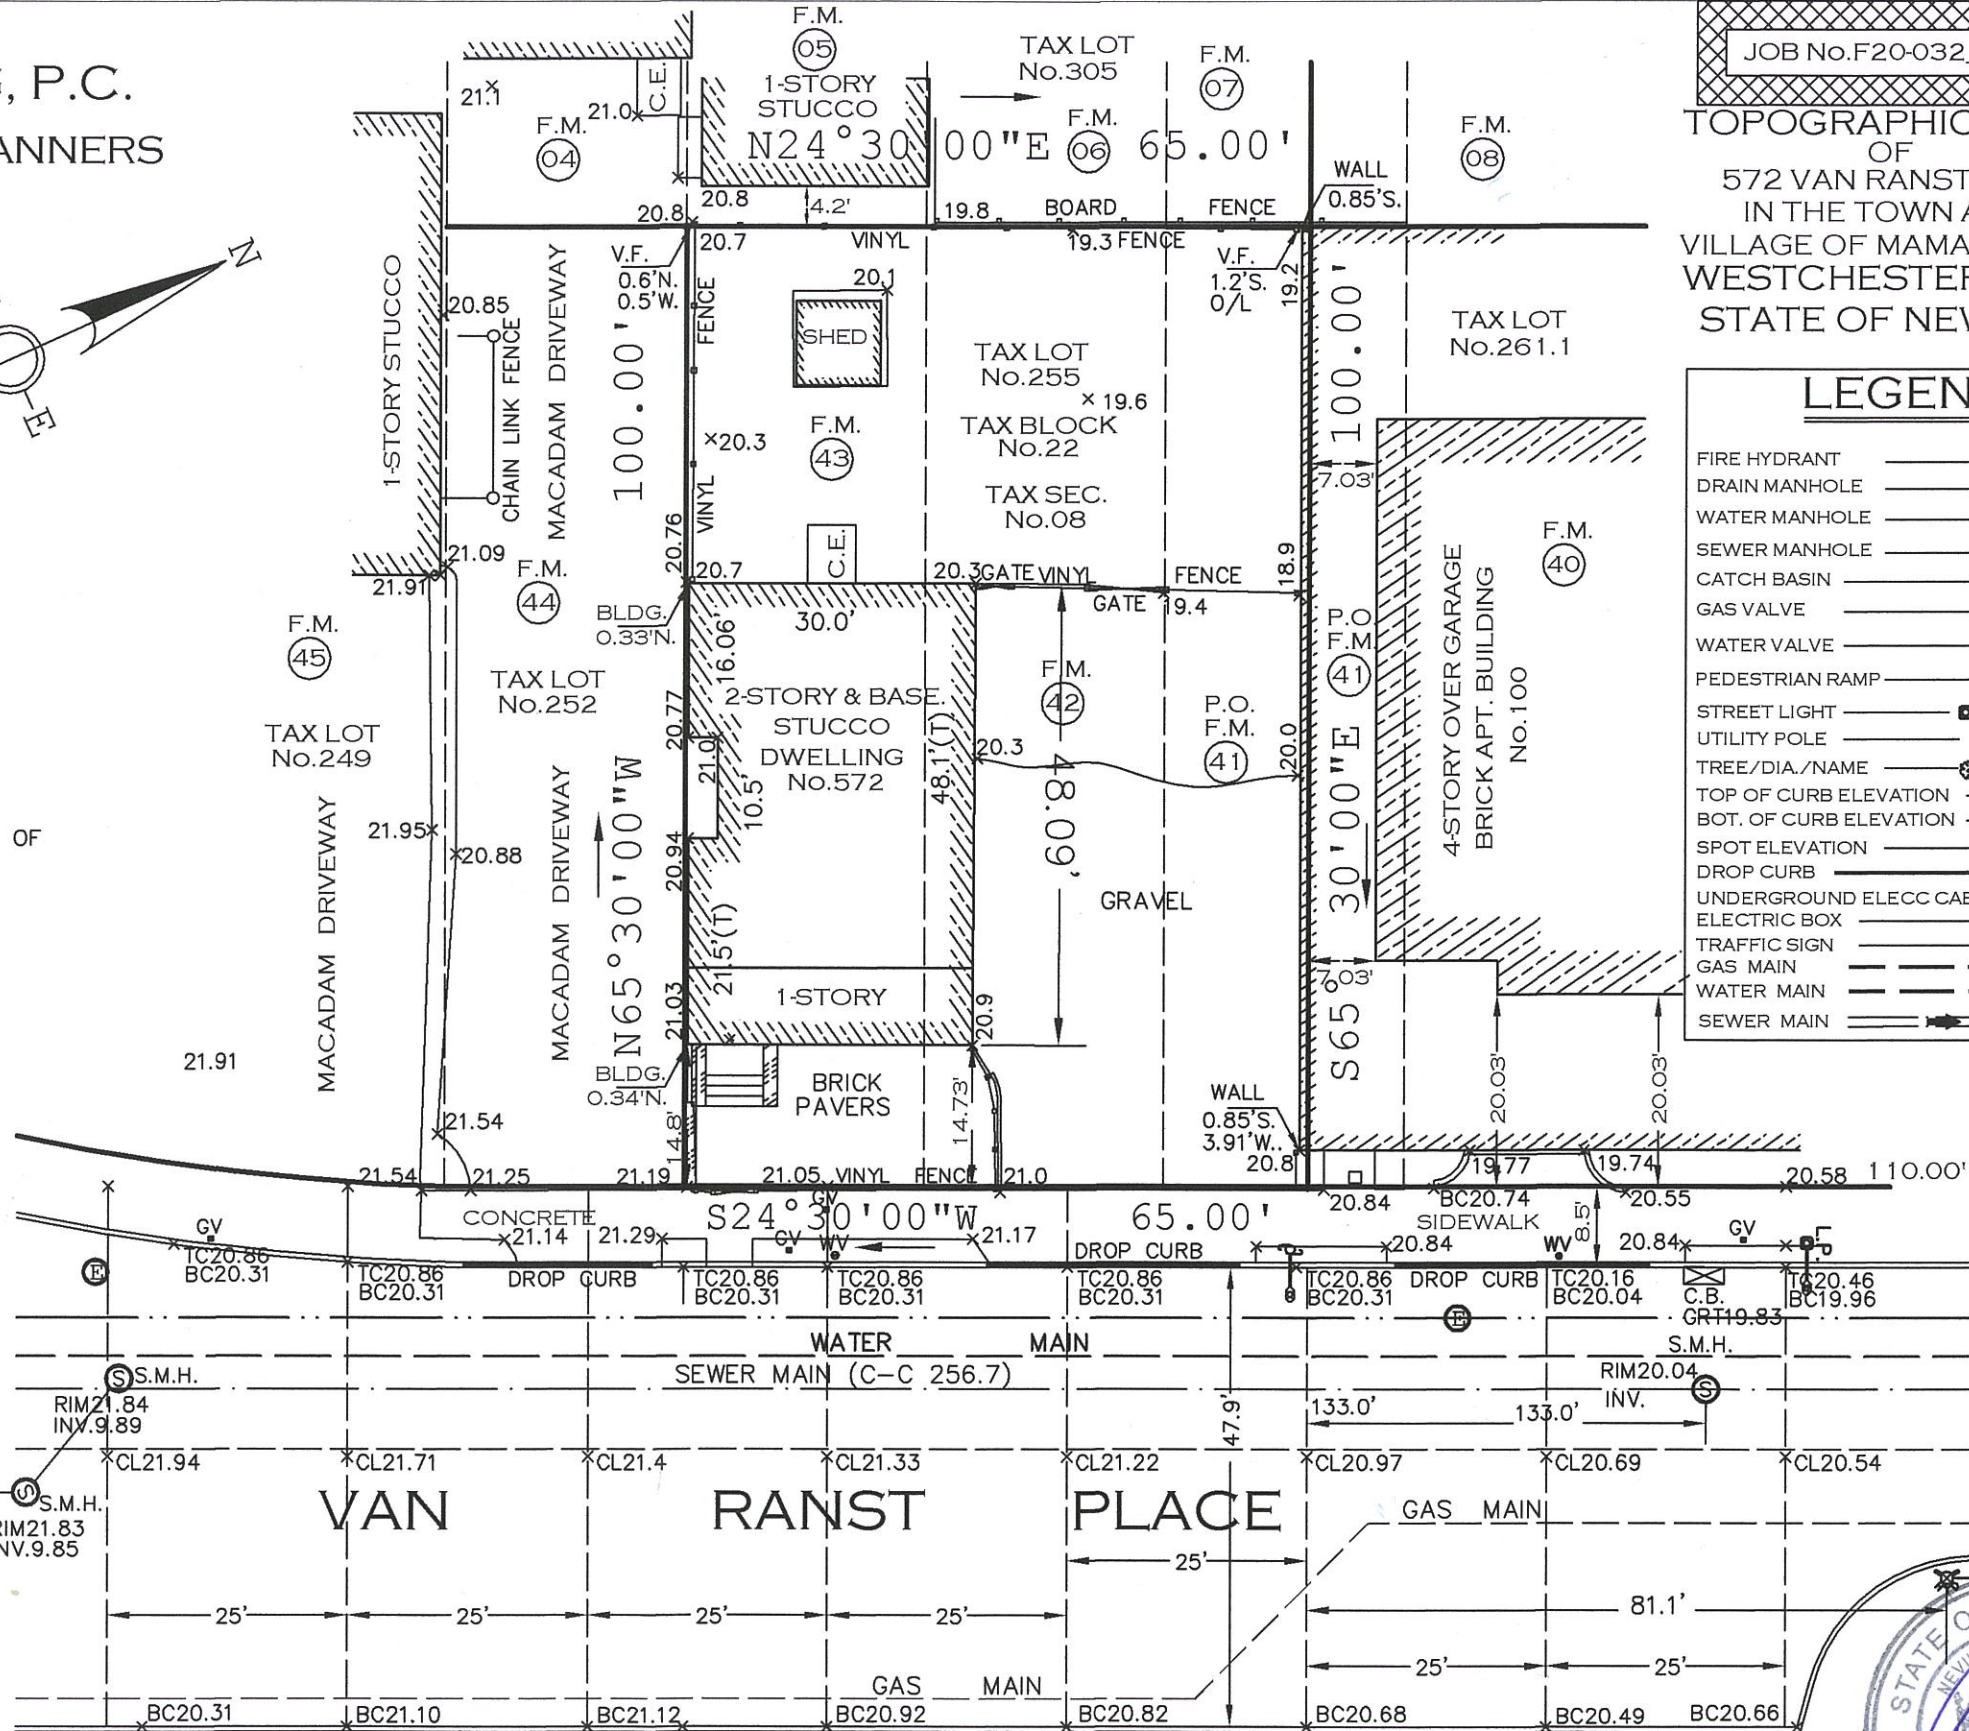 , P.C.
ANNERS
N
E
OF
JOB No.F20-032_
TOPOGRAPHIC
OF
572 VAN RANST
IN THE TOWN A
VILLAGE OF MAMA
WESTCHESTER
STATE OF NEW
LEGEN
FIRE HYDRANT
DRAIN MANHOLE
WATER MANHOLE
SEWER MANHOLE
CATCH BASIN
GAS VALVE
WATER VALVE
PEDESTRIAN RAMP
STREET LIGHT
UTILITY POLE
TREE/DIA./NAME
TOP OF CURB ELEVATION
BOT. OF CURB ELEVATION
SPOT ELEVATION
DROP CURB
UNDERGROUND ELECC CAB
ELECTRIC BOX
TRAFFIC SIGN
GAS MAIN
WATER MAIN
SEWER MAIN
F.M.
05
1-STORY
STUCCO
TAX LOT
No.305
F.M.
07
21.1
21.0
C.E.
F.M.
04
N24°30'00"E
F.M.
06
65.00'
F.M.
08
WALL
0.85'S.
20.8
20.8
4.2'
19.8
BOARD
FENCE
20.7
VINYL
19.3
FENCE
V.F.
0.6'N.
0.5'W.
V.F.
1.2'S.
O/L
19.2
100.00'
1-STORY STUCCO
20.85
CHAIN LINK FENCE
MACADAM DRIVEWAY
100.00'
FENCE
VINYL
20.1
SHED
TAX LOT
No.255
19.6
TAX BLOCK
No.22
TAX SEC.
No.08
TAX LOT
No.261.1
F.M.
43
20.3
7.03'
20.76
C.E.
21.09
21.91
20.7
20.3
GATE
VINYL
FENCE
GATE
19.4
18.9
F.M.
44
F.M.
40
BLDG.
0.33'N.
30.0'
16.06'
F.M.
45
TAX LOT
No.252
TAX LOT
No.249
2-STORY & BASE.
STUCCO
DWELLING
No.572
F.M.
42
P.O.
F.M.
41
P.O.
F.M.
41
20.77
21.0
10.5'
48.1'(T)
20.3
48.09'
20.0
4-STORY OVER GARAGE
BRICK APT. BUILDING
No.100
21.95
20.88
MACADAM DRIVEWAY
MACADAM DRIVEWAY
N65°30'00"W
20.94
21.5'(T)
GRAVEL
S65°30'00"E
7.03'
1-STORY
21.03
20.9
21.91
BLDG.
0.34'N.
BRICK
PAVERS
14.73'
14.8'
WALL
0.85'S.
3.91'W.
20.03'
20.03'
21.54
21.54
21.25
21.19
21.05
VINYL
FENCE
21.0
20.8
19.77
19.74
20.58
110.00'
GV
20.84
BC20.74
20.55
CONCRETE
S24°30'00"W
65.00'
SIDEWALK
8.5'
GV
21.14
21.29
GV
WV
21.17
DROP CURB
20.84
WV
20.84
GV
TC20.86
BC20.31
E
TC20.86
BC20.31
DROP CURB
TC20.86
BC20.31
TC20.86
BC20.31
TC20.86
BC20.31
TC20.86
BC20.31
DROP CURB
TC20.16
BC20.04
C.B.
GRT19.83
TC20.46
BC19.96
E
WATER MAIN
SEWER MAIN (C-C 256.7)
S
S.M.H.
RIM21.84
INV.9.89
S.M.H.
RIM20.04
INV.
S
47.9'
133.0'
133.0'
CL21.94
CL21.71
CL21.4
CL21.33
CL21.22
CL20.97
CL20.69
CL20.54
S
S.M.H.
RIM21.83
NV.9.85
VAN RANST PLACE
GAS MAIN
25'
25'
25'
25'
25'
81.1'
25'
25'
GAS MAIN
BC20.31
BC21.10
BC21.12
BC20.92
BC20.82
BC20.68
BC20.49
BC20.66
STATE O